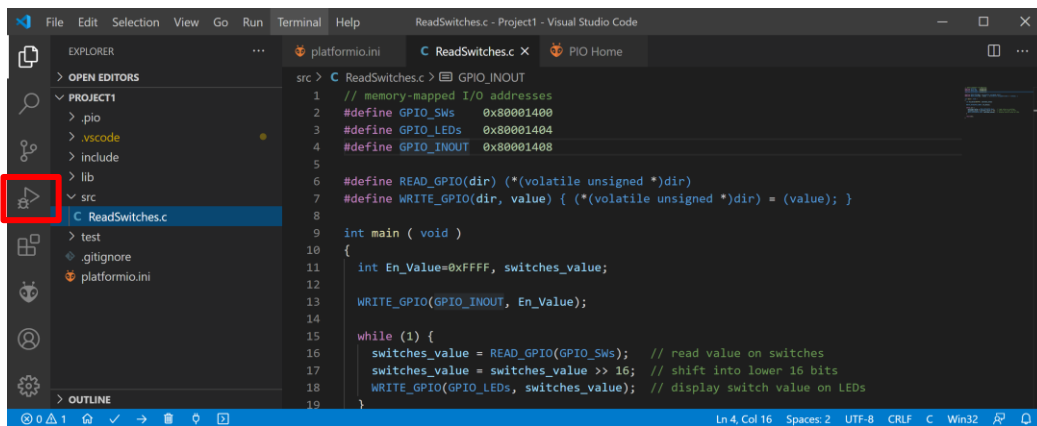 File Edit Selection View Go Run Terminal Help ReadSwitches.c - Project1 - Visual Studio Code
EXPLORER
OPEN EDITORS
PROJECT1
.pio
.vscode
include
lib
src
ReadSwitches.c
test
.gitignore
platformio.ini
OUTLINE
platformio.ini C ReadSwitches.c PIO Home
src > C ReadSwitches.c > GPIO_INOUT
1 // memory-mapped I/O addresses
2 #define GPIO_SWs 0x80001400
3 #define GPIO_LEDs 0x80001404
4 #define GPIO_INOUT 0x80001408
5
6 #define READ_GPIO(dir) (*(volatile unsigned *)dir)
7 #define WRITE_GPIO(dir, value) { (*(volatile unsigned *)dir) = (value); }
8
9 int main ( void )
10 {
11 int En_Value=0xFFFF, switches_value;
12
13 WRITE_GPIO(GPIO_INOUT, En_Value);
14
15 while (1) {
16 switches_value = READ_GPIO(GPIO_SWs); // read value on switches
17 switches_value = switches_value >> 16; // shift into lower 16 bits
18 WRITE_GPIO(GPIO_LEDs, switches_value); // display switch value on LEDs
19 }
0 1 Ln 4, Col 16 Spaces: 2 UTF-8 CRLF C Win32